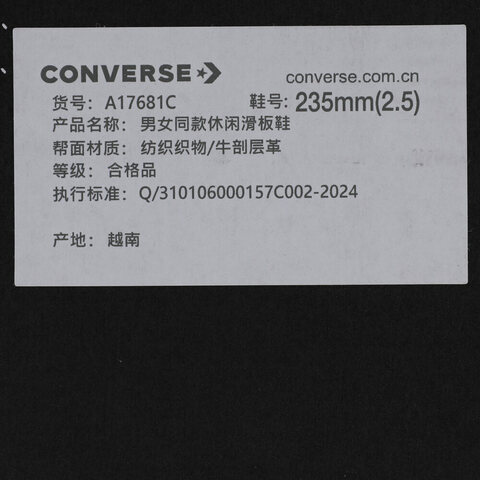 CONVERSE
converse.com.cn
货号: A17681C 鞋号: 235mm(2.5)
产品名称: 男女同款休闲滑板鞋
帮面材质: 纺织织物/牛剖层革
等级: 合格品
执行标准: Q/310106000157C002-2024
产地: 越南